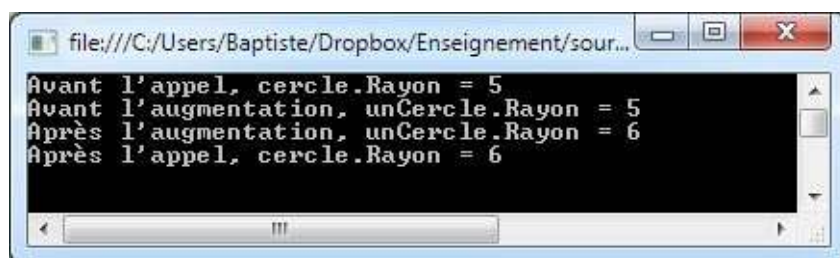 file:///C:/Users/Baptiste/Dropbox/Enseignement/sour...
Avant l'appel, cercle.Rayon = 5
Avant l'augmentation, unCercle.Rayon = 5
Après l'augmentation, unCercle.Rayon = 6
Après l'appel, cercle.Rayon = 6